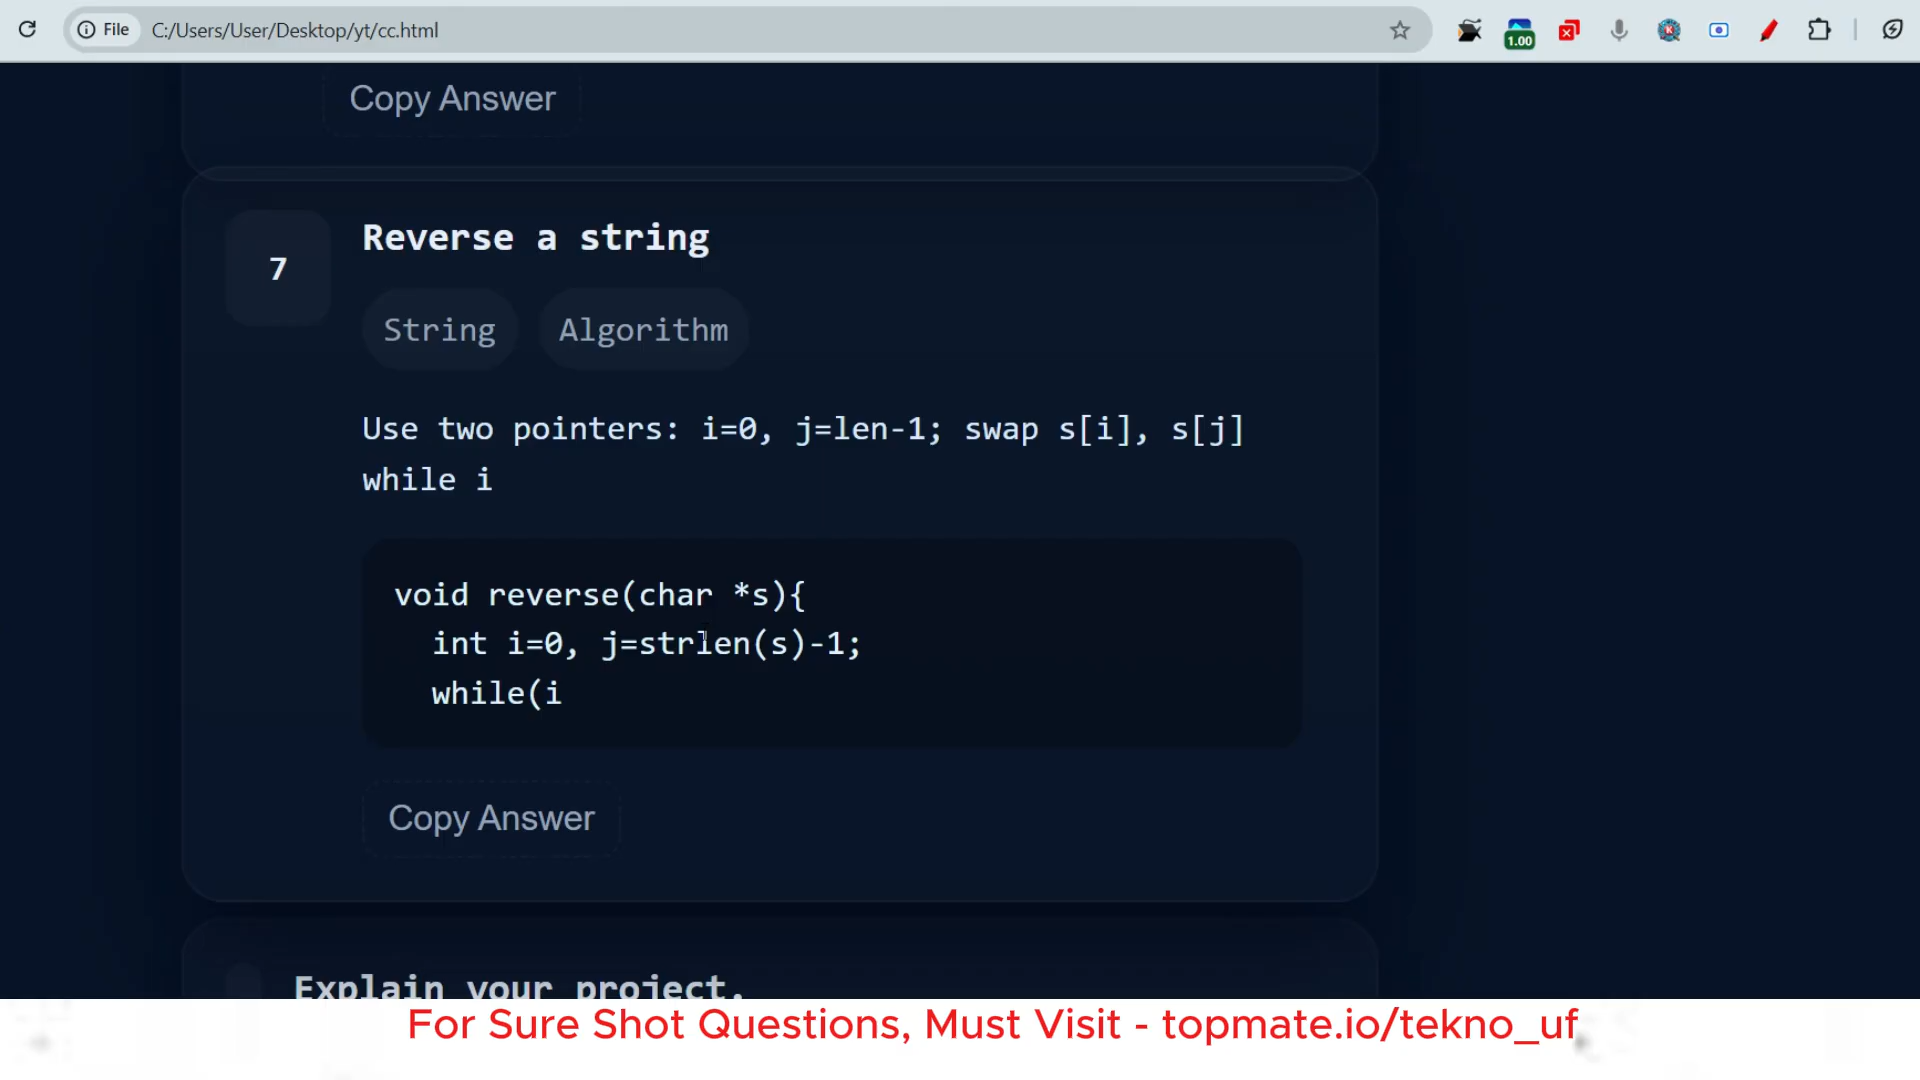 File C:/Users/User/Desktop/yt/cc.html
1.00
Copy Answer
7
Reverse a string
String Algorithm
Use two pointers: i=0, j=len-1; swap s[i], s[j]
while i
void reverse(char *s){
int i=0, j=strlen(s)-1;
while(i
Copy Answer
Explain your project.
For Sure Shot Questions, Must Visit - topmate.io/tekno_uf